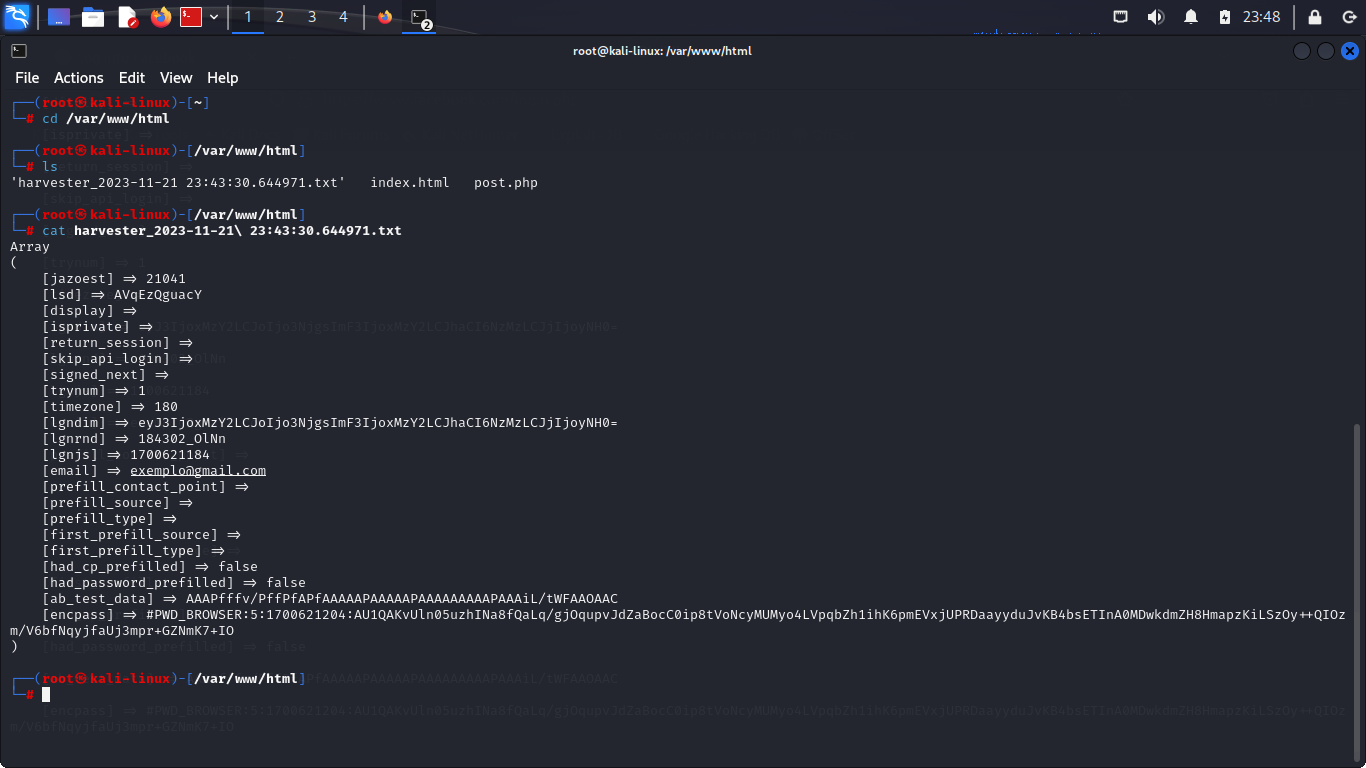 1 2 3 4 2 23:48
root@kali-linux: /var/www/html
File Actions Edit View Help
┌──(root㉿kali-linux)-[~]
└─# cd /var/www/html
┌──(root㉿kali-linux)-[/var/www/html]
└─# ls
'harvester_2023-11-21 23:43:30.644971.txt' index.html post.php
┌──(root㉿kali-linux)-[/var/www/html]
└─# cat harvester_2023-11-21\ 23:43:30.644971.txt
Array
(
[jazoest] => 21041
[lsd] => AVqEzQguacY
[display] =>
[isprivate] =>
[return_session] =>
[skip_api_login] =>
[signed_next] =>
[trynum] => 1
[timezone] => 180
[lgndim] => eyJ3IjoxMzY2LCJoIjo3NjgsImF3IjoxMzY2LCJhaCI6NzMzLCJjIjoyNH0=
[lgnrnd] => 184302_OlNn
[lgnjs] => 1700621184
[email] => exemplo@gmail.com
[prefill_contact_point] =>
[prefill_source] =>
[prefill_type] =>
[first_prefill_source] =>
[first_prefill_type] =>
[had_cp_prefilled] => false
[had_password_prefilled] => false
[ab_test_data] => AAAPfffv/PffPfAPfAAAAAPAAAAAPAAAAAAAAAPAAAiL/tWFAAOAAC
[encpass] => #PWD_BROWSER:5:1700621204:AU1QAKvUln05uzhINa8fQaLq/gjOqupvJdZaBocC0ip8tVoNcyMUMyo4LVpqbZh1ihK6pmEVxjUPRDaayyduJvKB4bsETInA0MDwkdmZH8HmapzKiLSzOy++QIOz
m/V6bfNqyjfaUj3mpr+GZNmK7+IO
)
┌──(root㉿kali-linux)-[/var/www/html]
└─#